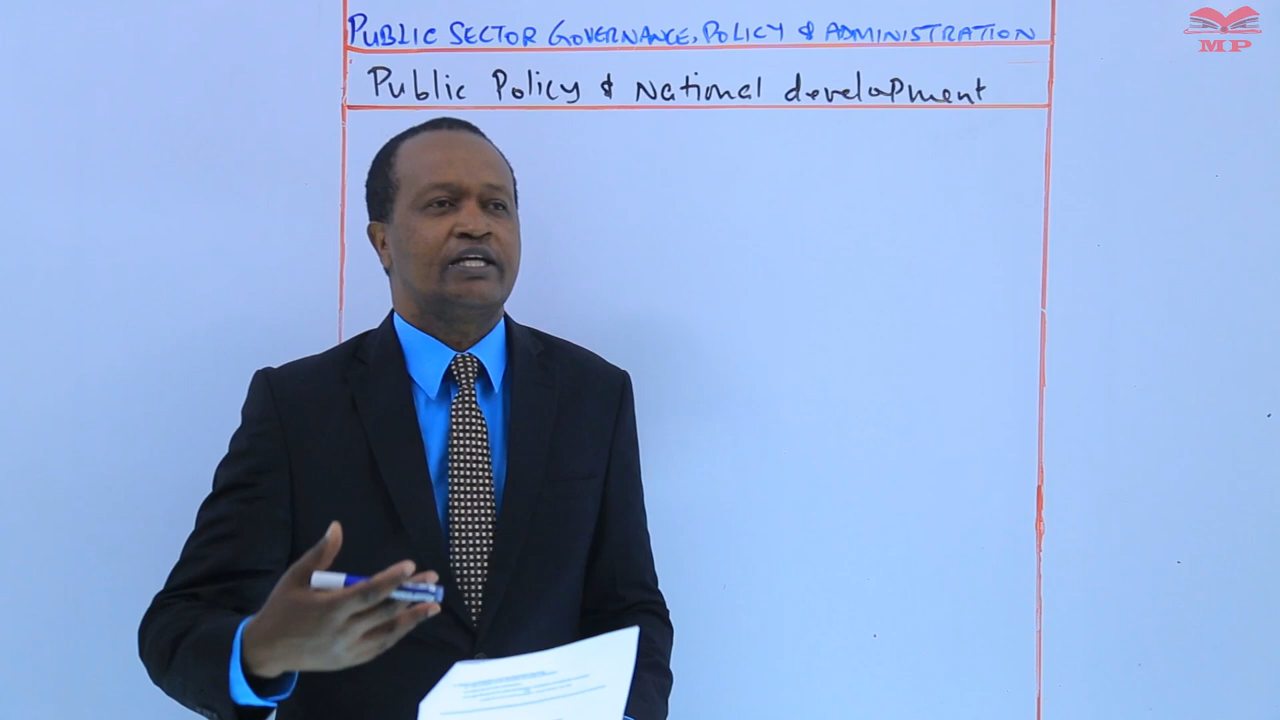 PUBLIC SECTOR GOVERNANCE, POLICY & ADMINISTRATION
MP
Public Policy & National development